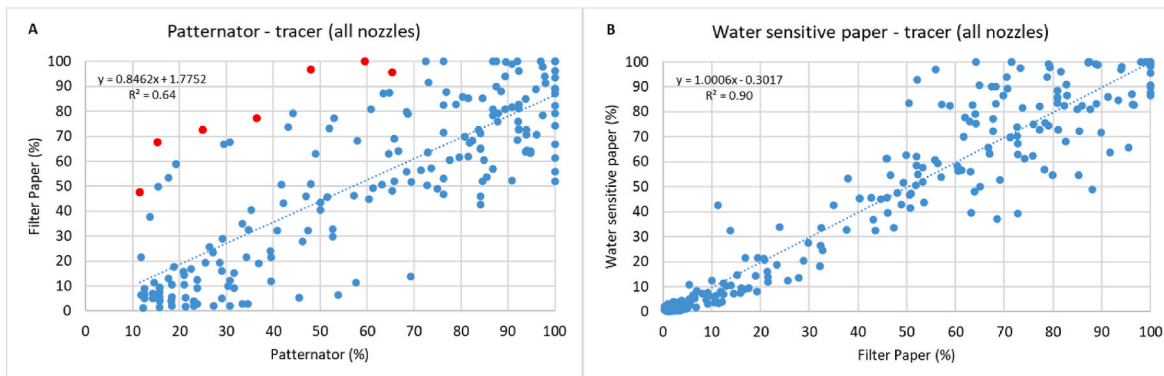 A
Patternator - tracer (all nozzles)
y = 0.8462x + 1.7752
R² = 0.64
Filter Paper (%)
100
90
80
70
60
50
40
30
20
10
0
0 10 20 30 40 50 60 70 80 90 100
Patternator (%)
B
Water sensitive paper - tracer (all nozzles)
y = 1.0006x - 0.3017
R² = 0.90
Water sensitive paper (%)
100
90
80
70
60
50
40
30
20
10
0
0 10 20 30 40 50 60 70 80 90 100
Filter Paper (%)